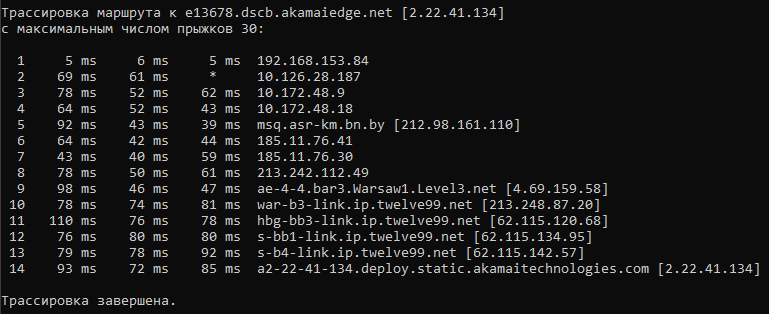 Трассировка маршрута к e13678.dscb.akamaiedge.net [2.22.41.134]
с максимальным числом прыжков 30:
1 5 ms 6 ms 5 ms 192.168.153.84
2 69 ms 61 ms * 10.126.28.187
3 78 ms 52 ms 62 ms 10.172.48.9
4 64 ms 52 ms 43 ms 10.172.48.18
5 92 ms 43 ms 39 ms msq.asr-km.bn.by [212.98.161.110]
6 64 ms 42 ms 44 ms 185.11.76.41
7 43 ms 40 ms 59 ms 185.11.76.30
8 78 ms 50 ms 61 ms 213.242.112.49
9 98 ms 46 ms 47 ms ae-4-4.bar3.Warsaw1.Level3.net [4.69.159.58]
10 78 ms 74 ms 81 ms war-b3-link.ip.twelve99.net [213.248.87.20]
11 110 ms 76 ms 78 ms hbg-bb3-link.ip.twelve99.net [62.115.120.68]
12 76 ms 80 ms 80 ms s-bb1-link.ip.twelve99.net [62.115.134.95]
13 79 ms 78 ms 92 ms s-b4-link.ip.twelve99.net [62.115.142.57]
14 93 ms 72 ms 85 ms a2-22-41-134.deploy.static.akamaitechnologies.com [2.22.41.134]
Трассировка завершена.